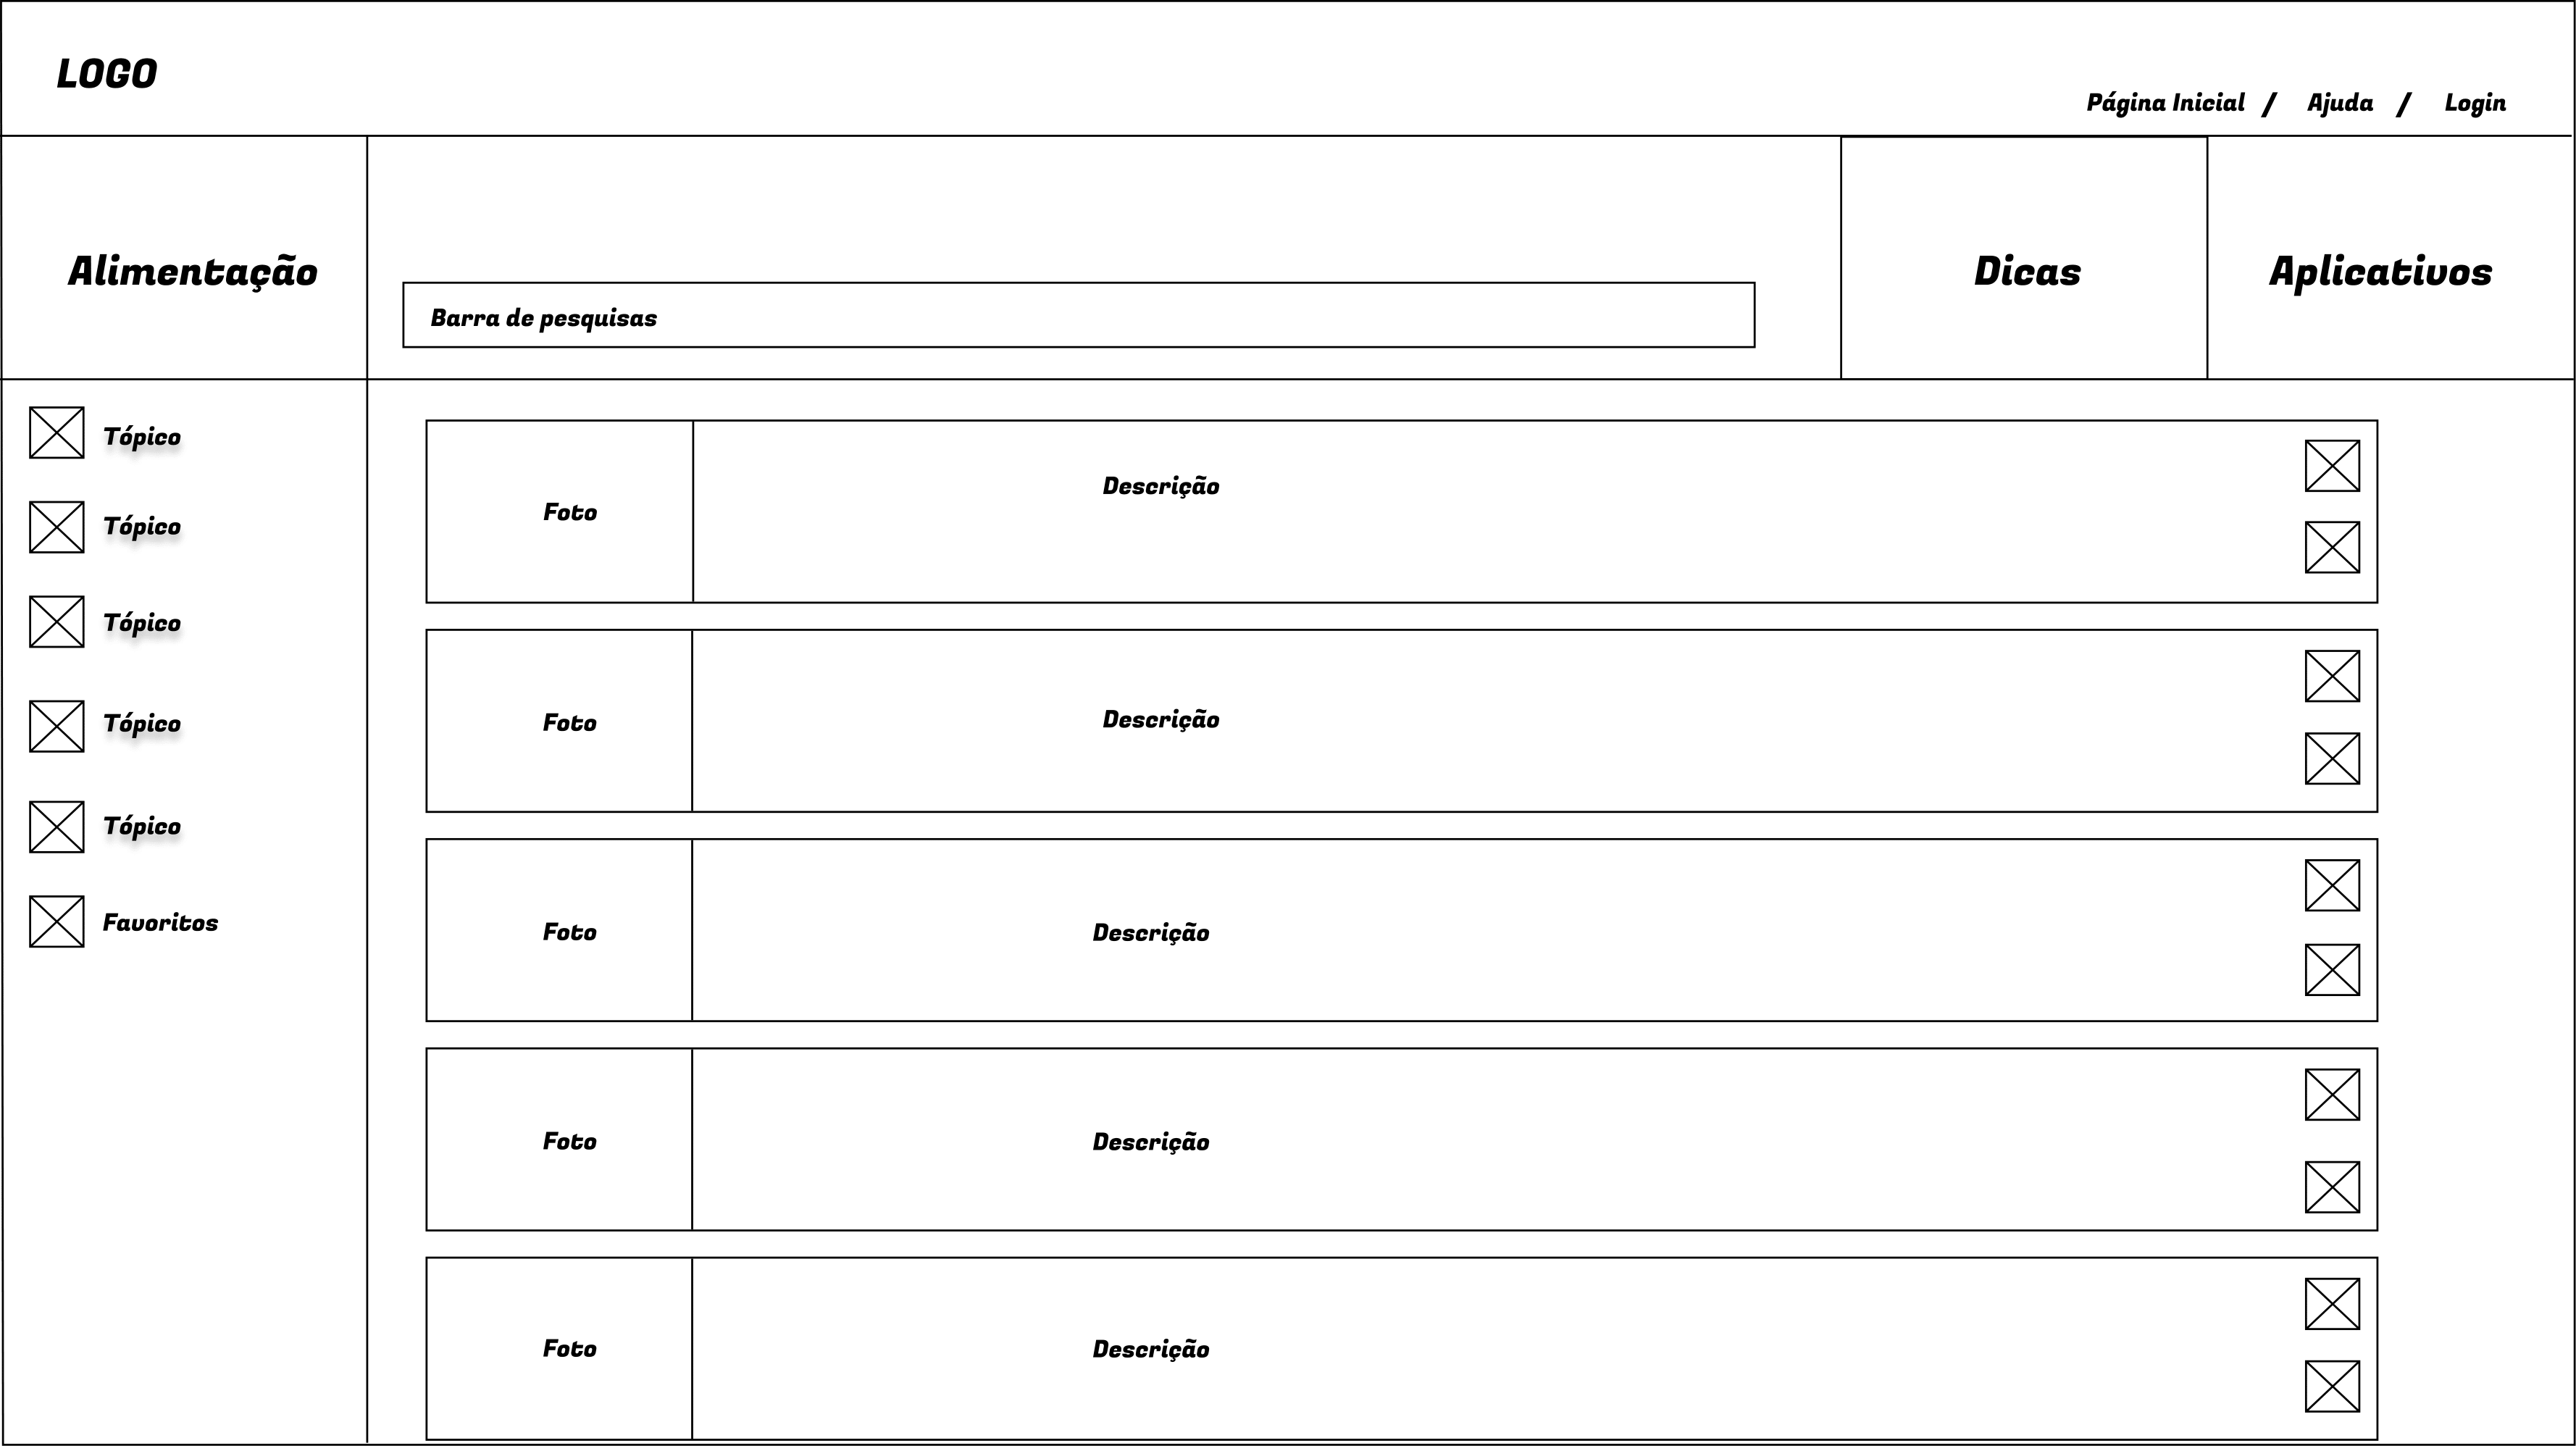 LOGO
Página Inicial / Ajuda / Login
Alimentação
Barra de pesquisas
Dicas
Aplicativos
Tópico
Tópico
Tópico
Tópico
Tópico
Favoritos
Foto
Descrição
Foto
Descrição
Foto
Descrição
Foto
Descrição
Foto
Descrição